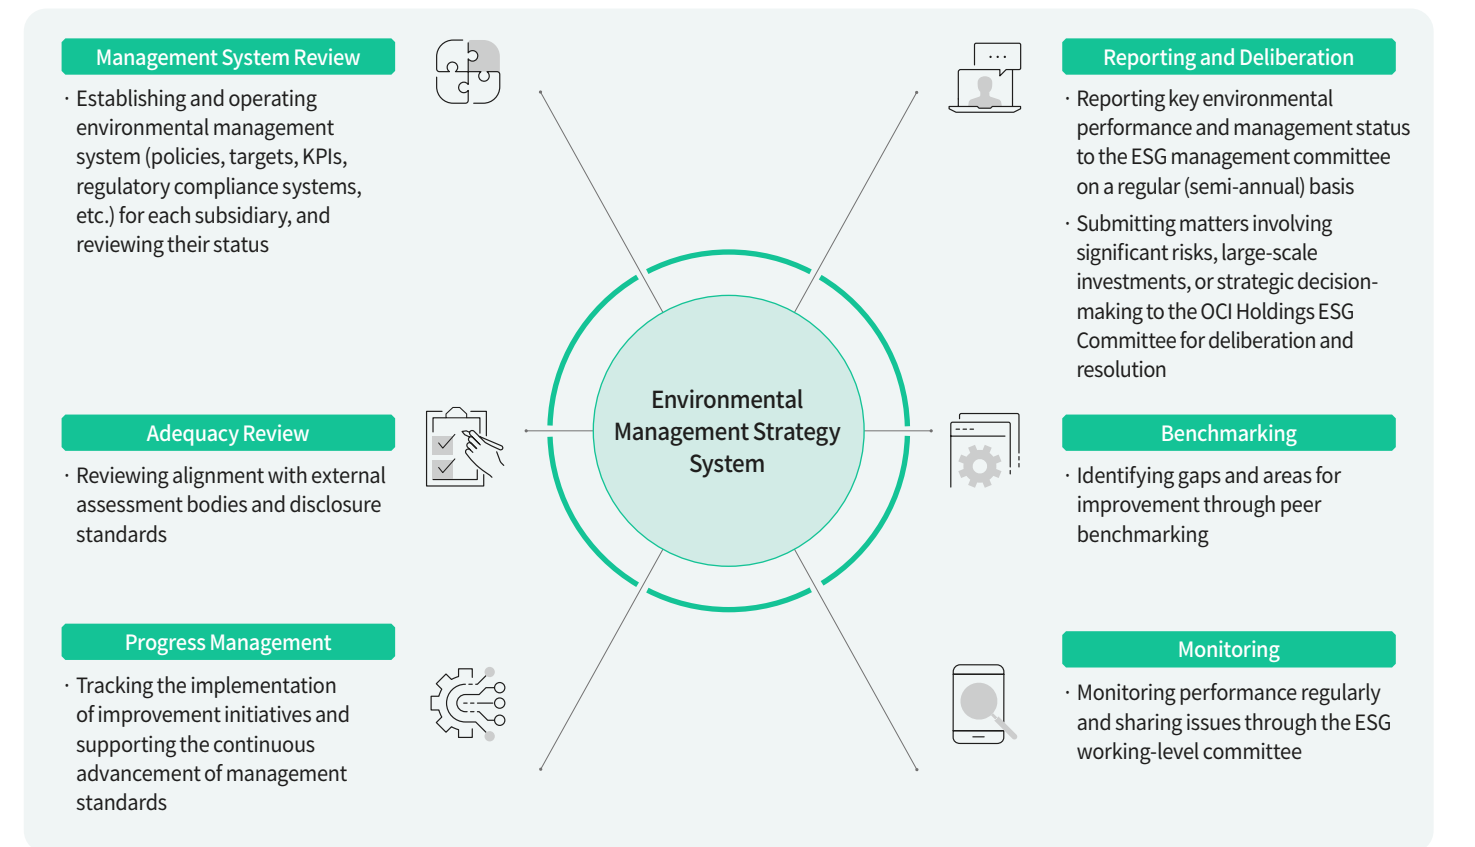 Management System Review
· Establishing and operating
environmental management
system (policies, targets, KPIs,
regulatory compliance systems,
etc.) for each subsidiary, and
reviewing their status
Adequacy Review
· Reviewing alignment with external
assessment bodies and disclosure
standards
Progress Management
· Tracking the implementation
of improvement initiatives and
supporting the continuous
advancement of management
standards
Environmental
Management Strategy
System
Reporting and Deliberation
· Reporting key environmental
performance and management status
to the ESG management committee
on a regular (semi-annual) basis
· Submitting matters involving
significant risks, large-scale
investments, or strategic decision-
making to the OCI Holdings ESG
Committee for deliberation and
resolution
Benchmarking
· Identifying gaps and areas for
improvement through peer
benchmarking
Monitoring
· Monitoring performance regularly
and sharing issues through the ESG
working-level committee